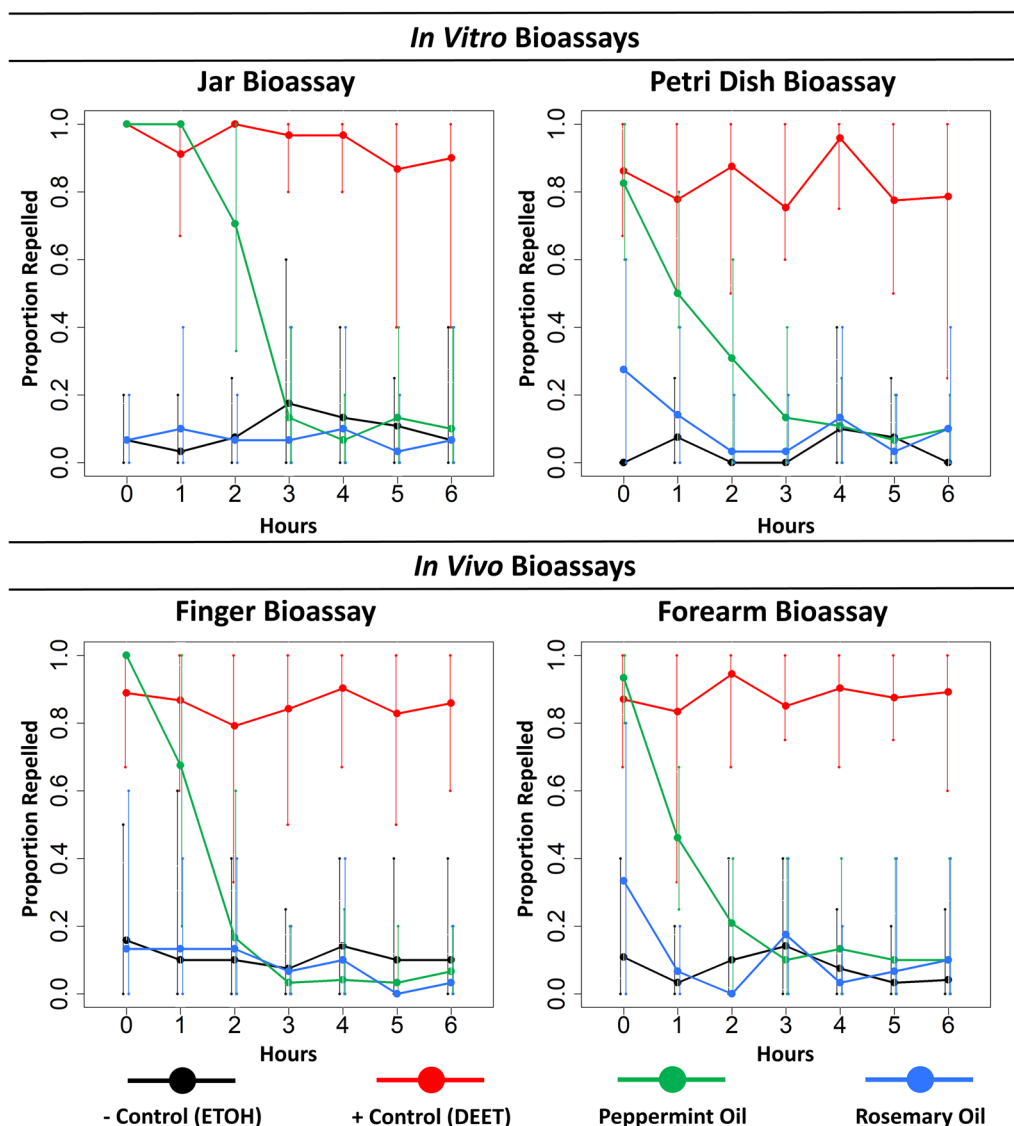 In Vitro Bioassays
Jar Bioassay
Proportion Repelled
1.0
0.8
0.6
0.4
0.2
0.0
0 1 2 3 4 5 6
Hours
Petri Dish Bioassay
Proportion Repelled
1.0
0.8
0.6
0.4
0.2
0.0
0 1 2 3 4 5 6
Hours
In Vivo Bioassays
Finger Bioassay
Proportion Repelled
1.0
0.8
0.6
0.4
0.2
0.0
0 1 2 3 4 5 6
Hours
Forearm Bioassay
Proportion Repelled
1.0
0.8
0.6
0.4
0.2
0.0
0 1 2 3 4 5 6
Hours
- Control (ETOH)
+ Control (DEET)
Peppermint Oil
Rosemary Oil